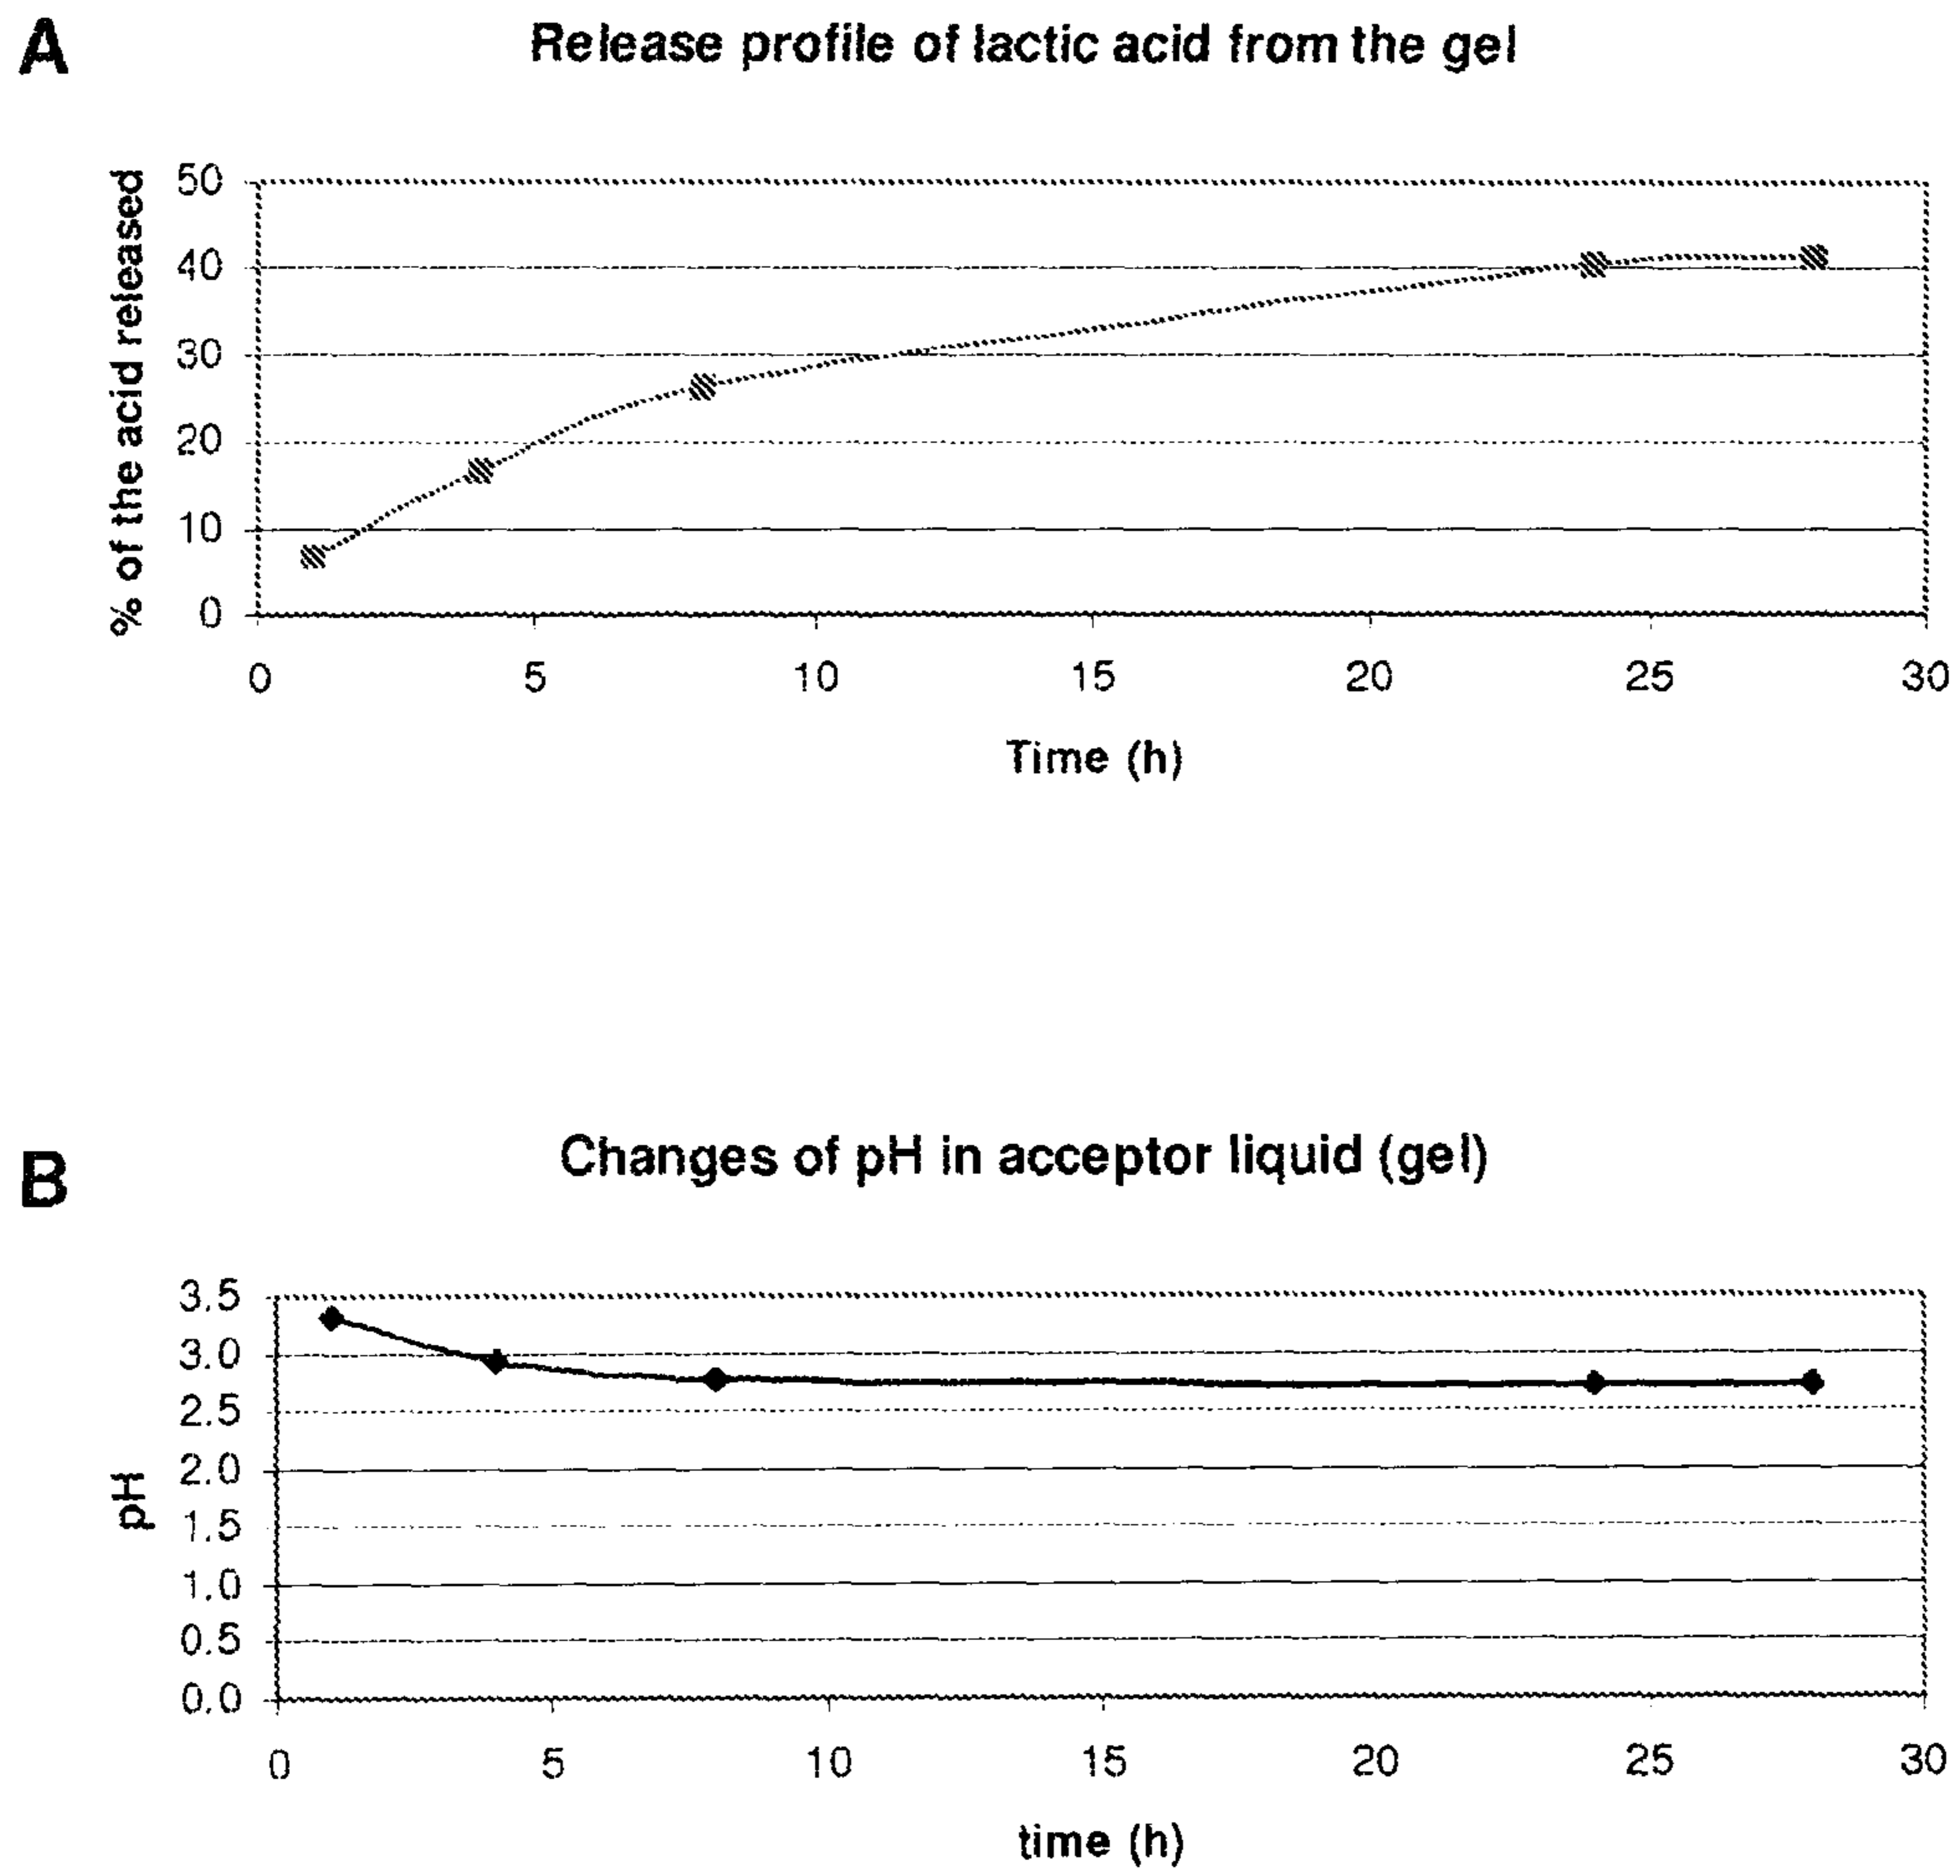 A
Release profile of lactic acid from the gel
% of the acid released
50
40
30
20
10
0
0 5 10 15 20 25 30
Time (h)
B
Changes of pH in acceptor liquid (gel)
pH
3.5
3.0
2.5
2.0
1.5
1.0
0.5
0.0
0 5 10 15 20 25 30
time (h)